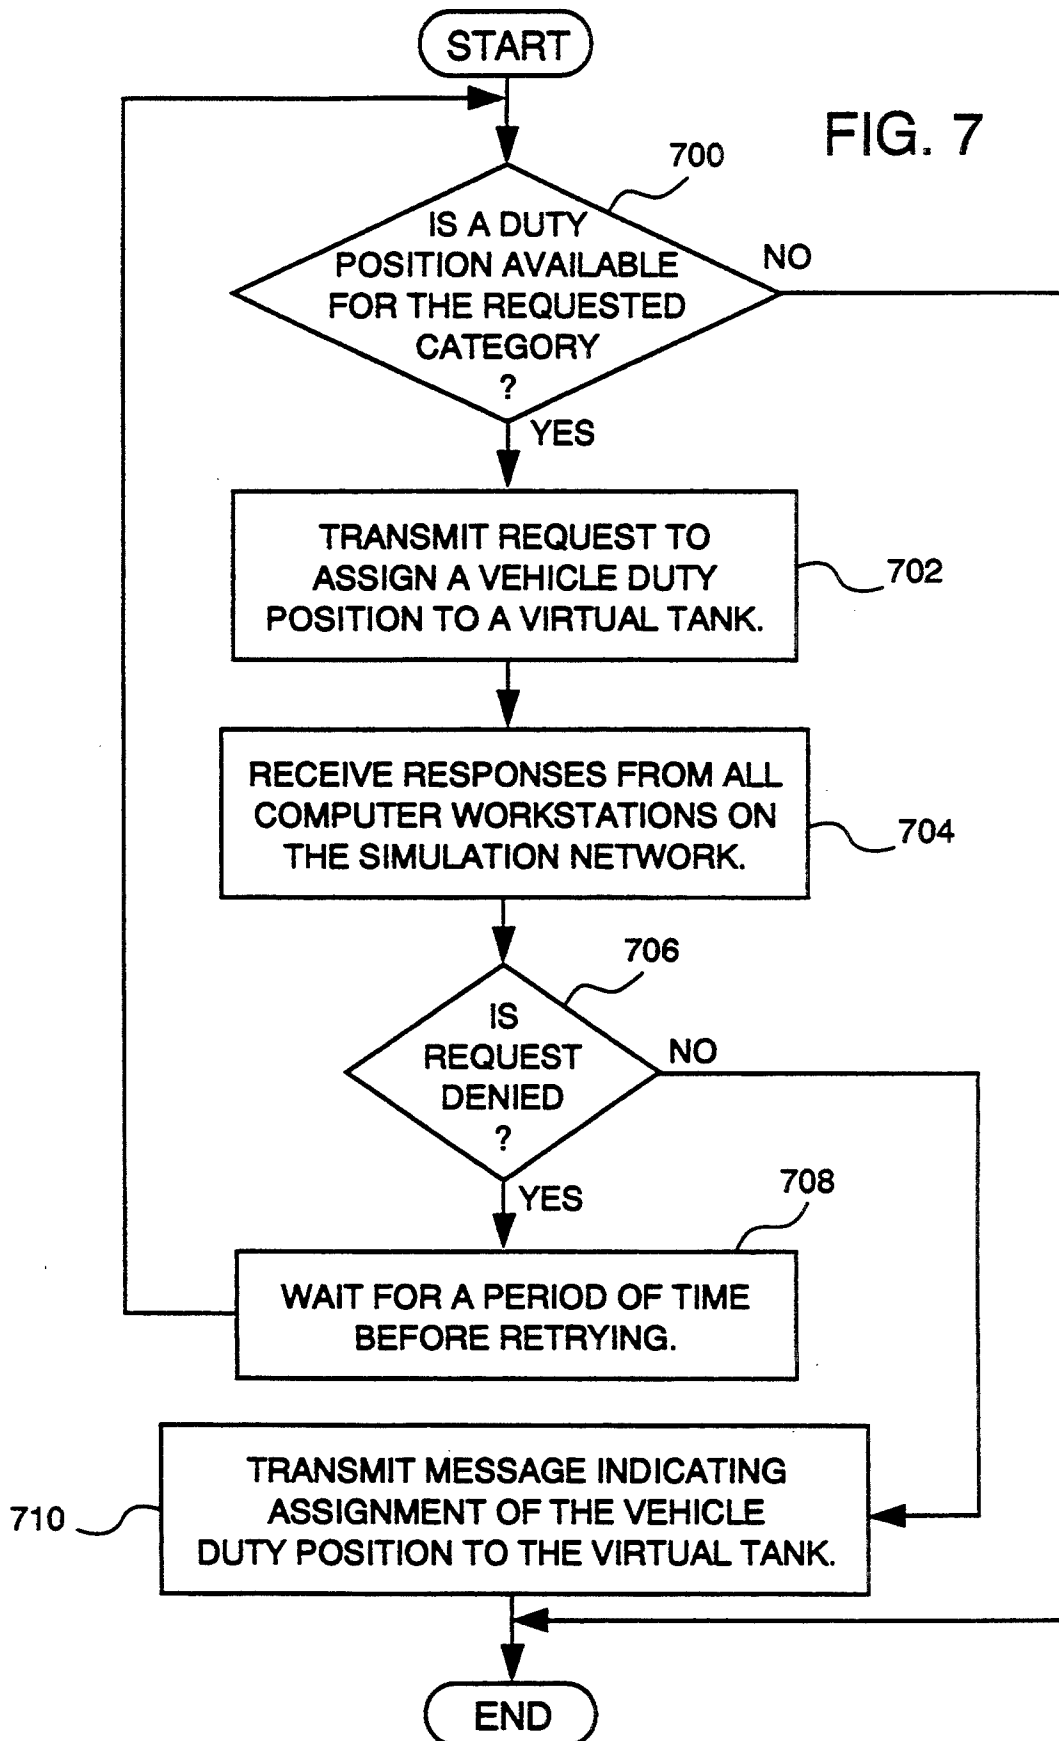 START
FIG. 7
700
IS A DUTY
POSITION AVAILABLE
FOR THE REQUESTED
CATEGORY
?
NO
YES
TRANSMIT REQUEST TO
ASSIGN A VEHICLE DUTY
POSITION TO A VIRTUAL TANK.
702
RECEIVE RESPONSES FROM ALL
COMPUTER WORKSTATIONS ON
THE SIMULATION NETWORK.
704
706
IS
REQUEST
DENIED
?
NO
YES
708
WAIT FOR A PERIOD OF TIME
BEFORE RETRYING.
TRANSMIT MESSAGE INDICATING
ASSIGNMENT OF THE VEHICLE
DUTY POSITION TO THE VIRTUAL TANK.
710
END